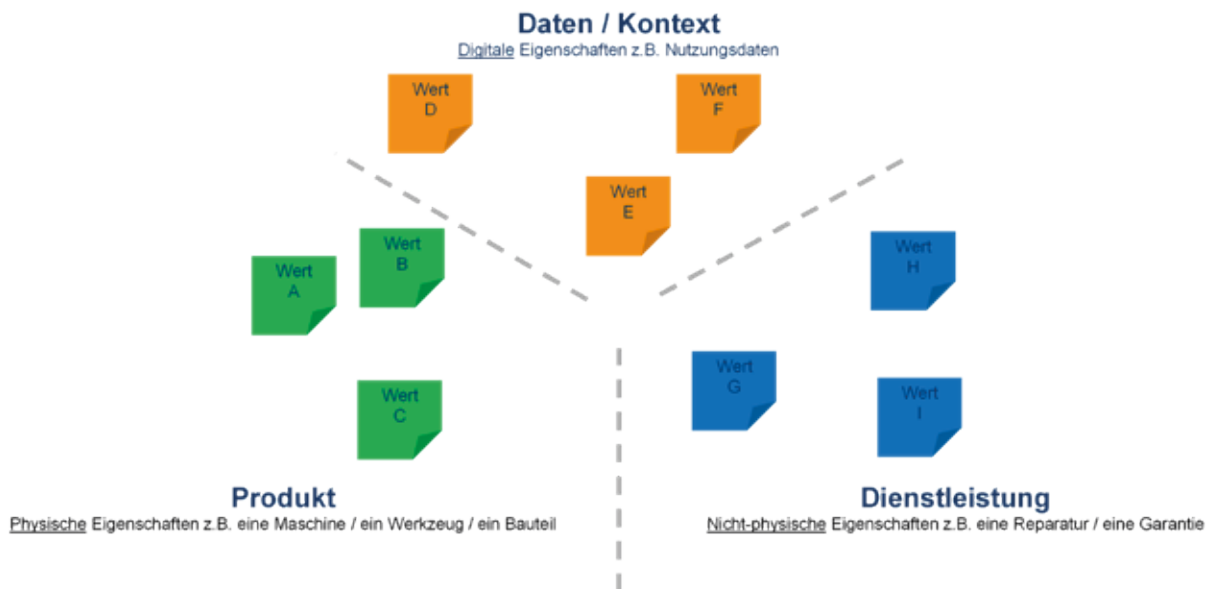 Daten / Kontext
Digitale Eigenschaften z.B. Nutzungsdaten
Wert
D
Wert
F
Wert
E
Wert
B
Wert
A
Wert
H
Wert
G
Wert
C
Wert
I
Produkt
Physische Eigenschaften z.B. eine Maschine / ein Werkzeug / ein Bauteil
Dienstleistung
Nicht-physische Eigenschaften z.B. eine Reparatur / eine Garantie